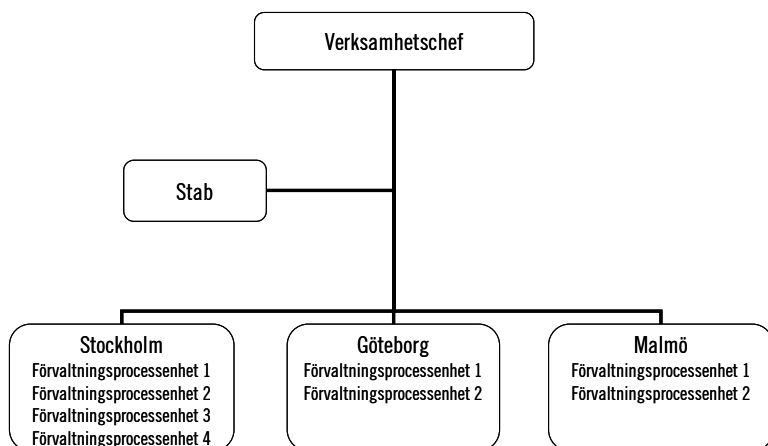 Verksamhetschef
Stab
Stockholm
Förvaltningsprocessenhet 1
Förvaltningsprocessenhet 2
Förvaltningsprocessenhet 3
Förvaltningsprocessenhet 4
Göteborg
Förvaltningsprocessenhet 1
Förvaltningsprocessenhet 2
Malmö
Förvaltningsprocessenhet 1
Förvaltningsprocessenhet 2